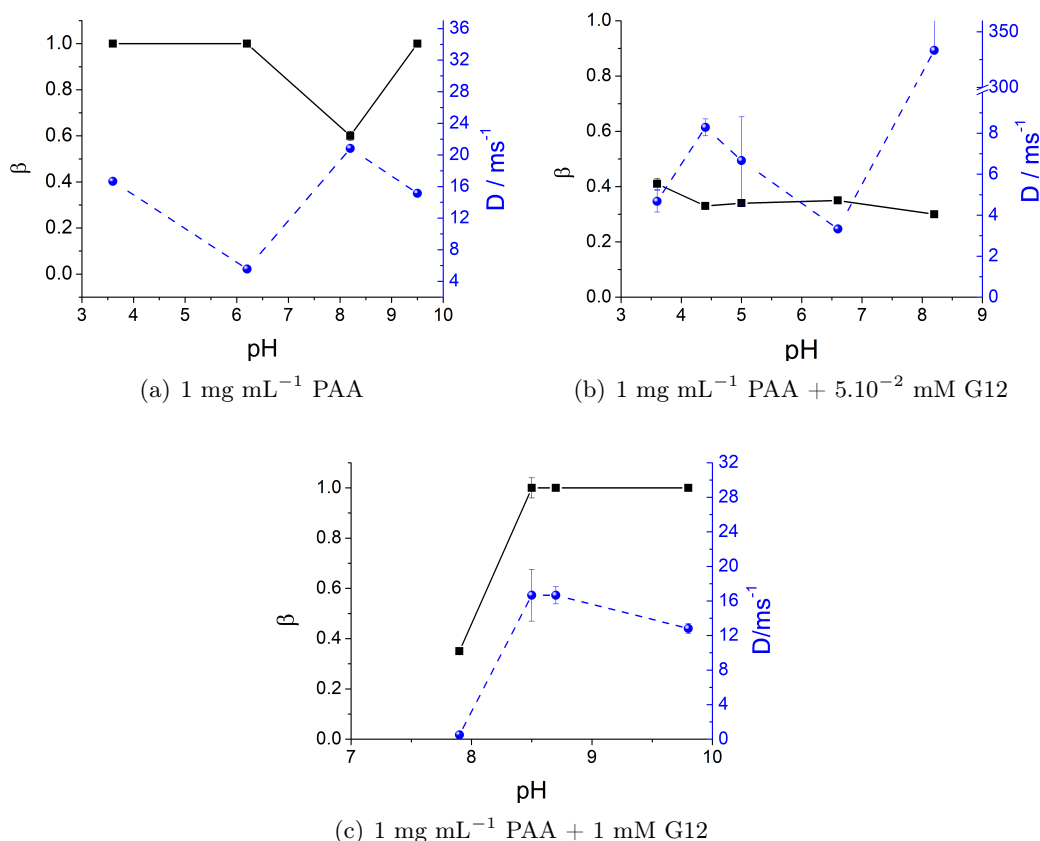 1.0
0.8
0.6
0.4
0.2
0.0
β
36
32
28
24
20
16
12
8
4
D / ms⁻¹
3 4 5 6 7 8 9 10
pH
(a) 1 mg mL⁻¹ PAA
1.0
0.8
0.6
0.4
0.2
0.0
β
350
300
8
6
4
2
0
D / ms⁻¹
3 4 5 6 7 8 9
pH
(b) 1 mg mL⁻¹ PAA + 5.10⁻² mM G12
1.0
0.8
0.6
0.4
0.2
0.0
β
32
28
24
20
16
12
8
4
0
D/ms⁻¹
7 8 9 10
pH
(c) 1 mg mL⁻¹ PAA + 1 mM G12